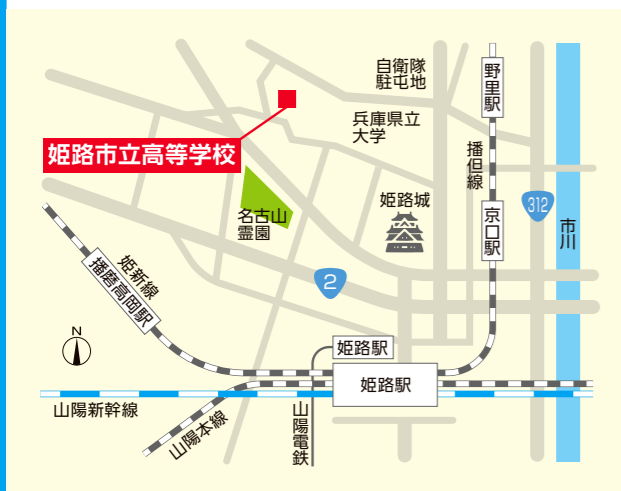 自衛隊
駐屯地
野里駅
兵庫県立
大学
姫路市立高等学校
播但線
312
姫路城
名古山
霊園
京口駅
市川
姫新線
播磨高岡駅
2
N
姫路駅
姫路駅
山陽新幹線
山陽本線
山陽電鉄